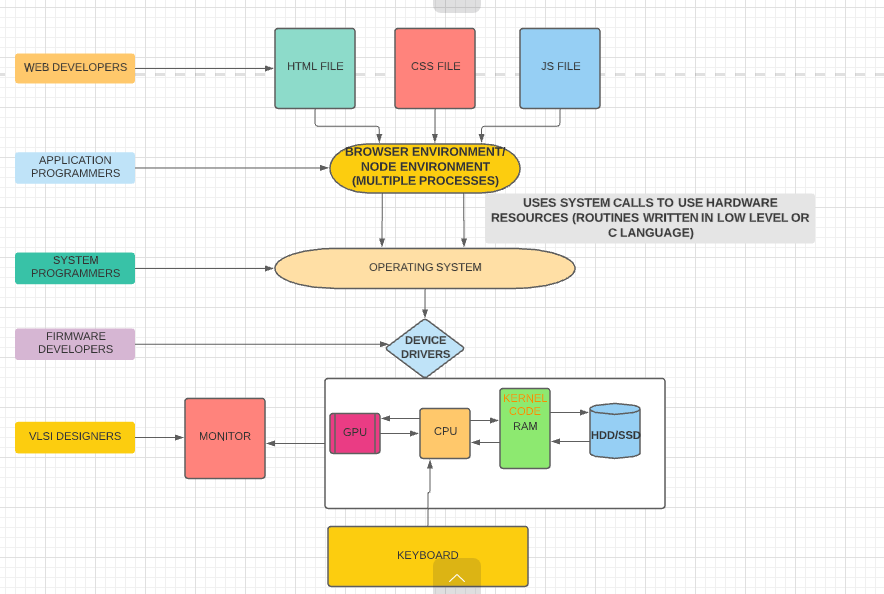 WEB DEVELOPERS
HTML FILE
CSS FILE
JS FILE
APPLICATION
PROGRAMMERS
BROWSER ENVIRONMENT/
NODE ENVIRONMENT
(MULTIPLE PROCESSES)
USES SYSTEM CALLS TO USE HARDWARE
RESOURCES (ROUTINES WRITTEN IN LOW LEVEL OR
C LANGUAGE)
SYSTEM
PROGRAMMERS
OPERATING SYSTEM
FIRMWARE
DEVELOPERS
DEVICE
DRIVERS
VLSI DESIGNERS
MONITOR
GPU
CPU
KERNEL
CODE
RAM
HDD/SSD
KEYBOARD